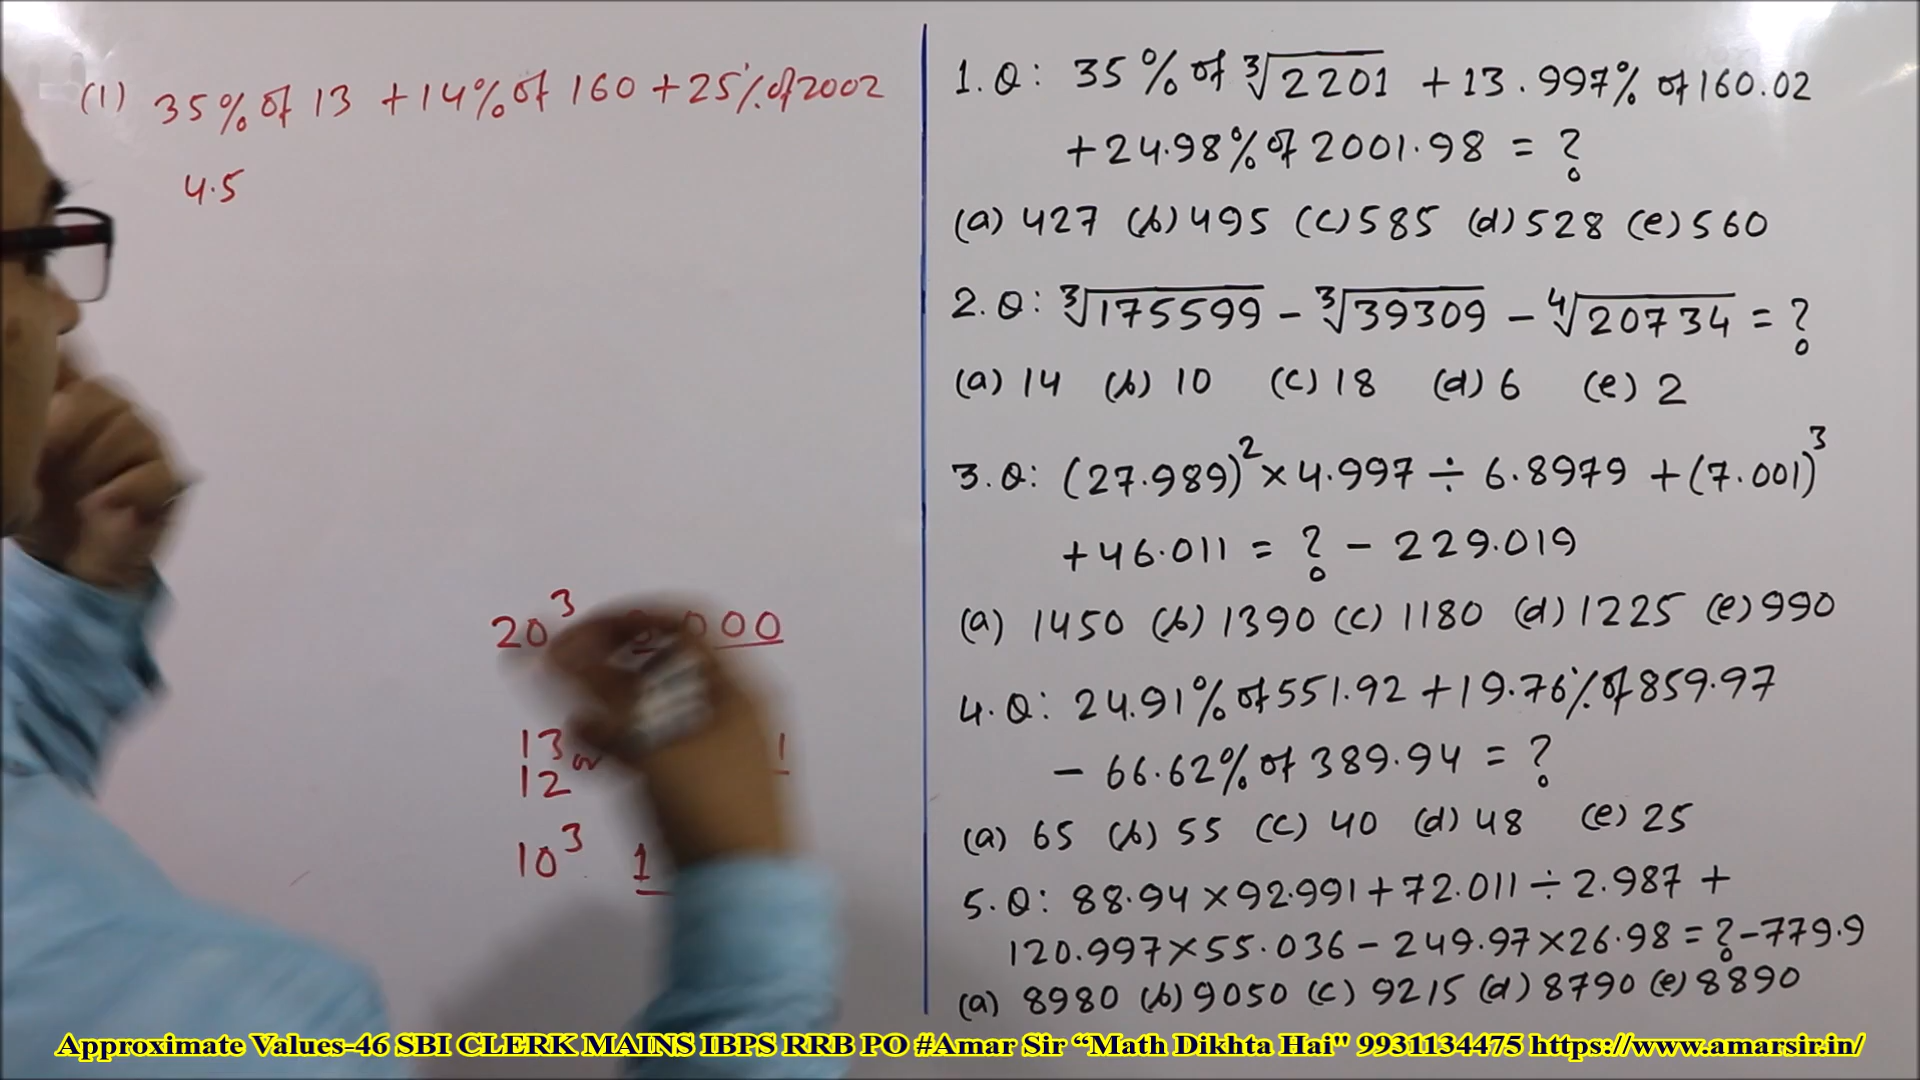 (1) 35% of 13 + 14% of 160 + 25% of 2002
4.5
20³ 000
13 or 1
12
10³ 1
1.Q: 35% of ∛2201 + 13.997% of 160.02
+ 24.98% of 2001.98 = ?
(a) 427 (b) 495 (c) 585 (d) 528 (e) 560
2.Q: ∛175599 - ∛39309 - ∜20734 = ?
(a) 14 (b) 10 (c) 18 (d) 6 (e) 2
3.Q: (27.989)² × 4.997 ÷ 6.8979 + (7.001)³
+ 46.011 = ? - 229.019
(a) 1450 (b) 1390 (c) 1180 (d) 1225 (e) 990
4.Q: 24.91% of 551.92 + 19.76% of 859.97
- 66.62% of 389.94 = ?
(a) 65 (b) 55 (c) 40 (d) 48 (e) 25
5.Q: 88.94 × 92.991 + 72.011 ÷ 2.987 +
120.997 × 55.036 - 249.97 × 26.98 = ? - 779.9
(a) 8980 (b) 9050 (c) 9215 (d) 8790 (e) 8890
Approximate Values-46 SBI CLERK MAINS IBPS RRB PO #Amar Sir “Math Dikhta Hai" 9931134475 https://www.amarsir.in/